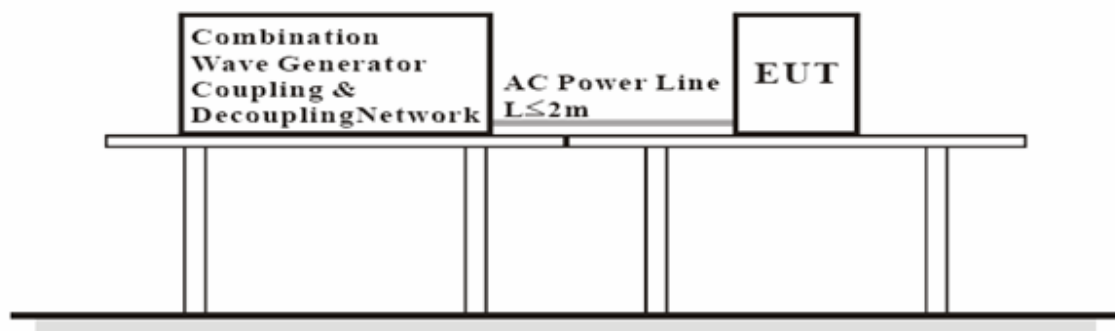 Combination
Wave Generator
Coupling &
DecouplingNetwork
AC Power Line
L≤2m
EUT